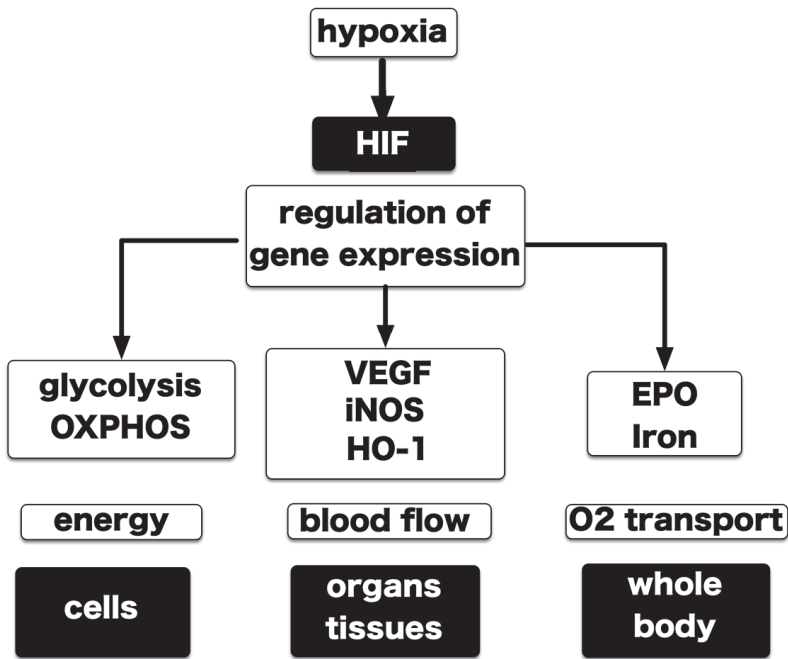 hypoxia
HIF
regulation of
gene expression
glycolysis
OXPHOS
VEGF
iNOS
HO-1
EPO
Iron
energy
blood flow
O2 transport
cells
organs
tissues
whole
body